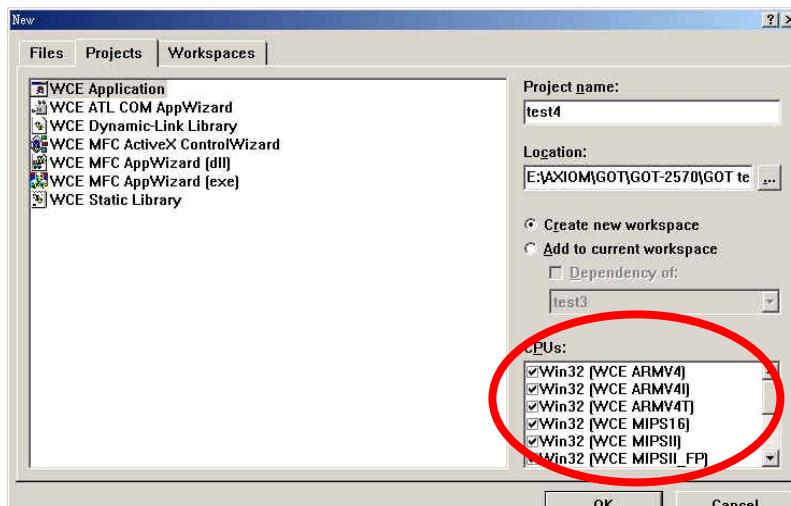 New
Files Projects Workspaces
WCE Application
WCE ATL COM AppWizard
WCE Dynamic-Link Library
WCE MFC ActiveX ControlWizard
WCE MFC AppWizard (dll)
WCE MFC AppWizard (exe)
WCE Static Library
Project name:
test4
Location:
E:\AXIOM\GOT\GOT-2570\GOT te ...
Create new workspace
Add to current workspace
Dependency of:
test3
CPUs:
Win32 (WCE ARMV4)
Win32 (WCE ARMV4I)
Win32 (WCE ARMV4T)
Win32 (WCE MIPS16)
Win32 (WCE MIPSII)
Win32 (WCE MIPSII_FP)
OK Cancel